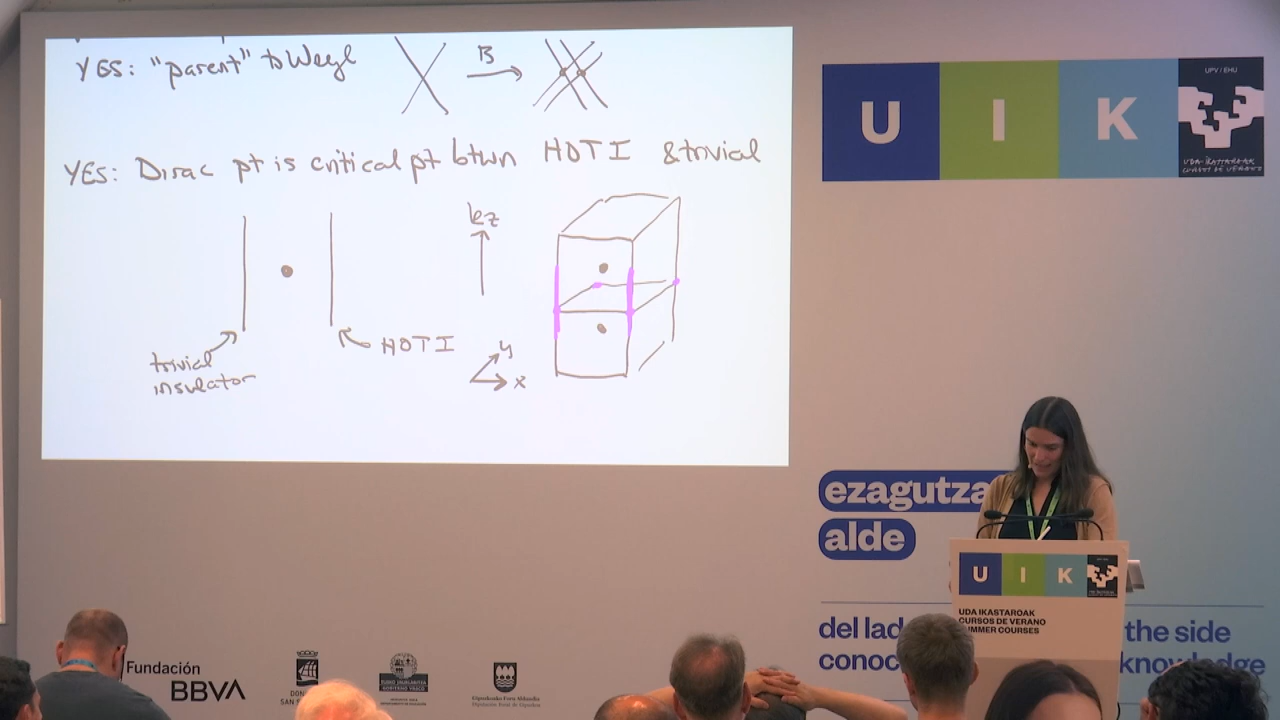 YES: "parent" to Weyl
B
YES: Dirac pt is critical pt btwn HOTI & trivial
kz
trivial
insulator
HOTI
y
x
U I K
UPV / EHU
UDA IKASTAROAK
CURSOS DE VERANO
ezagutza
alde
U I K
UDA IKASTAROAK
CURSOS DE VERANO
SUMMER COURSES
del lad
the side
conoc
knowledge
Fundación
BBVA